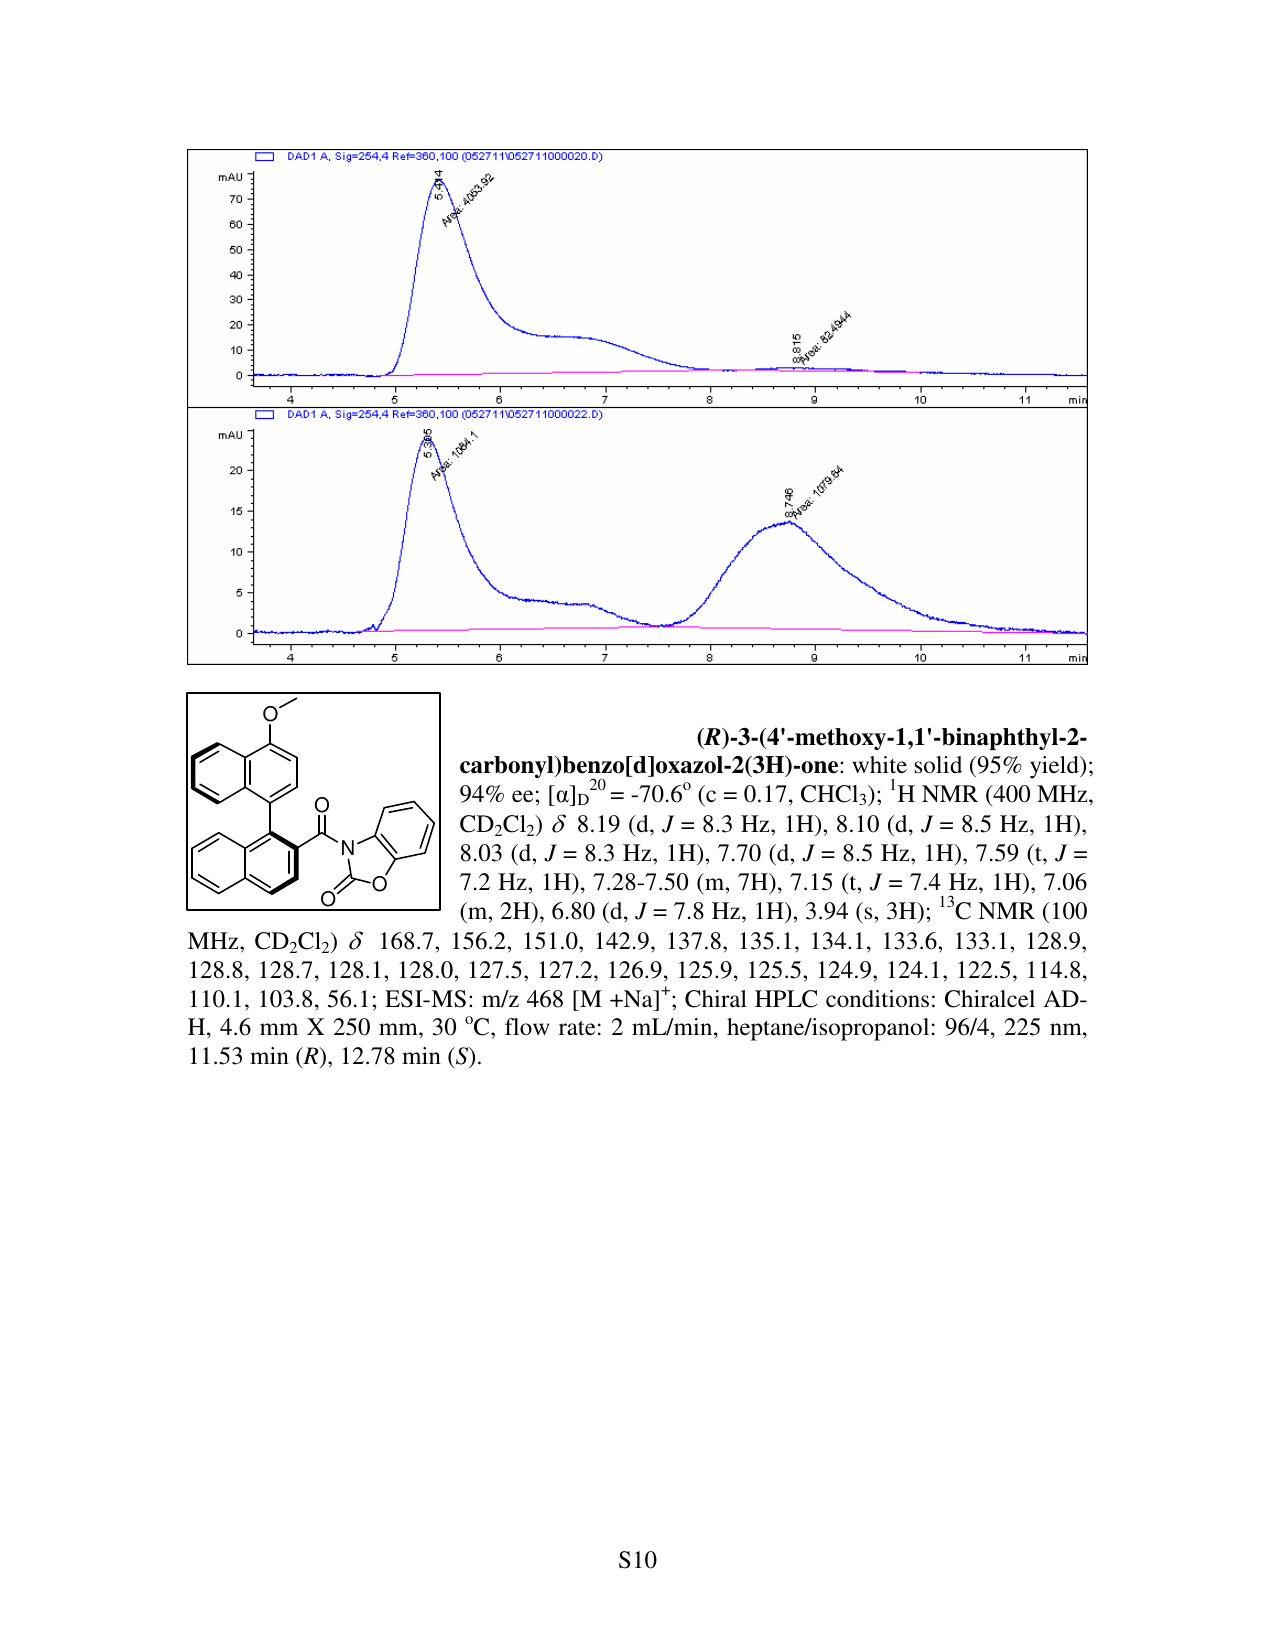 DAD1 A, Sig=254,4 Ref=360,100 (052711\052711000020.D)
mAU
5.414
Area: 4053.92
70
60
50
40
30
20
10
0
8.815
Area: 82.4944
4 5 6 7 8 9 10 11 min
DAD1 A, Sig=254,4 Ref=360,100 (052711\052711000022.D)
mAU
5.305
Area: 1084.1
20
15
10
5
0
8.746
Area: 1079.64
4 5 6 7 8 9 10 11 min
O
O
N
O
O
(R)-3-(4'-methoxy-1,1'-binaphthyl-2-
carbonyl)benzo[d]oxazol-2(3H)-one: white solid (95% yield);
94% ee; [α]D20 = -70.6o (c = 0.17, CHCl3); 1H NMR (400 MHz,
CD2Cl2) δ 8.19 (d, J = 8.3 Hz, 1H), 8.10 (d, J = 8.5 Hz, 1H),
8.03 (d, J = 8.3 Hz, 1H), 7.70 (d, J = 8.5 Hz, 1H), 7.59 (t, J =
7.2 Hz, 1H), 7.28-7.50 (m, 7H), 7.15 (t, J = 7.4 Hz, 1H), 7.06
(m, 2H), 6.80 (d, J = 7.8 Hz, 1H), 3.94 (s, 3H); 13C NMR (100
MHz, CD2Cl2) δ 168.7, 156.2, 151.0, 142.9, 137.8, 135.1, 134.1, 133.6, 133.1, 128.9,
128.8, 128.7, 128.1, 128.0, 127.5, 127.2, 126.9, 125.9, 125.5, 124.9, 124.1, 122.5, 114.8,
110.1, 103.8, 56.1; ESI-MS: m/z 468 [M +Na]+; Chiral HPLC conditions: Chiralcel AD-
H, 4.6 mm X 250 mm, 30 oC, flow rate: 2 mL/min, heptane/isopropanol: 96/4, 225 nm,
11.53 min (R), 12.78 min (S).
S10